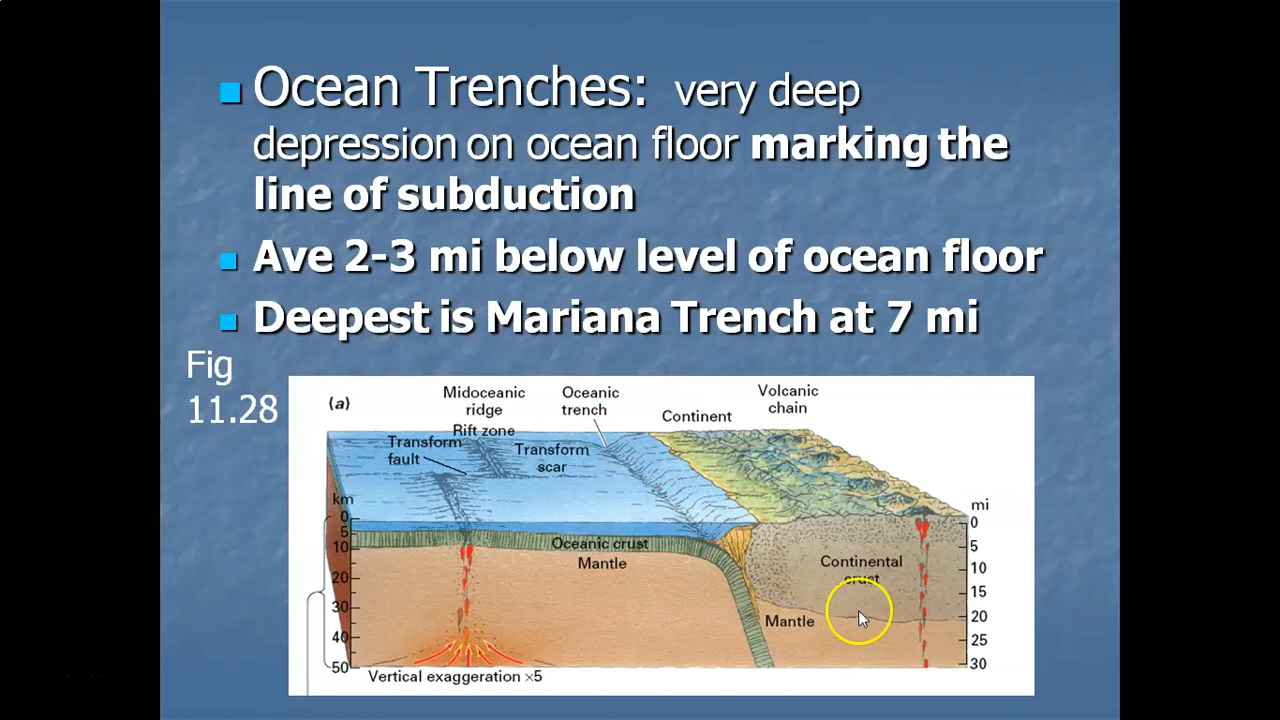 Ocean Trenches: very deep
depression on ocean floor marking the
line of subduction
Ave 2-3 mi below level of ocean floor
Deepest is Mariana Trench at 7 mi
Fig
11.28
(a)
Midoceanic
ridge
Rift zone
Oceanic
trench
Volcanic
chain
Continent
Transform
fault
Transform
scar
km
0
5
10
20
30
40
50
mi
0
5
10
15
20
25
30
Oceanic crust
Mantle
Continental
crust
Mantle
Vertical exaggeration ×5